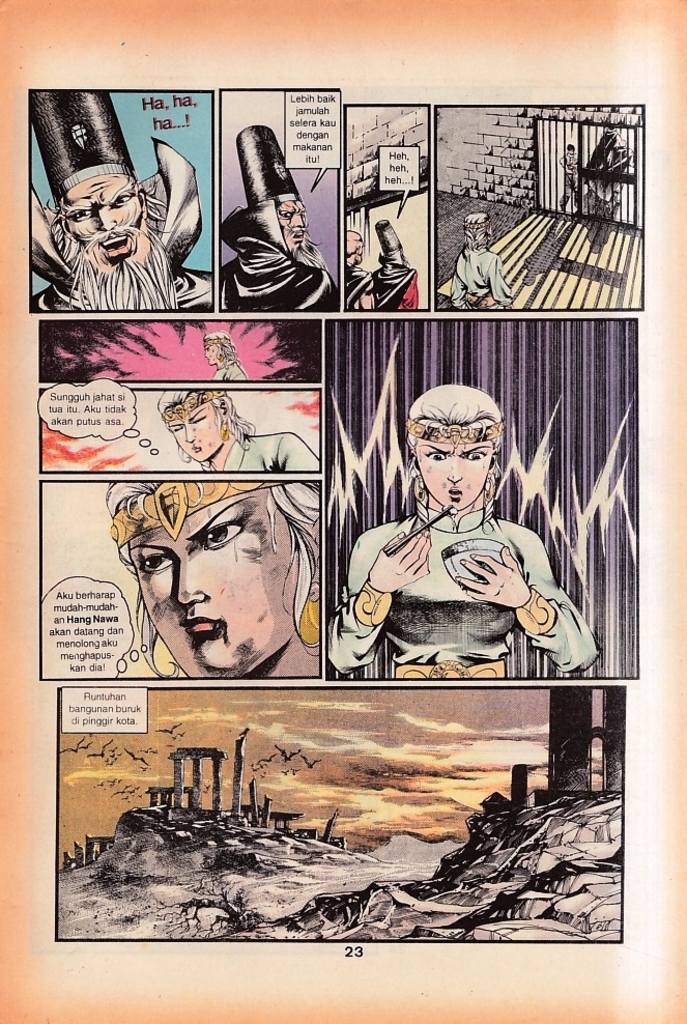 Ha, ha,
ha...!
Lebih baik
jamulah
selera kau
dengan
makanan
itu!
Heh,
heh,
heh...!
Sungguh jahat si
tua itu. Aku tidak
akan putus asa.
Aku berharap
mudah-mudah-
an Hang Nawa
akan datang dan
menolong aku
menghapus-
kan dia!
Runtuhan
bangunan buruk
di pinggir kota.
23